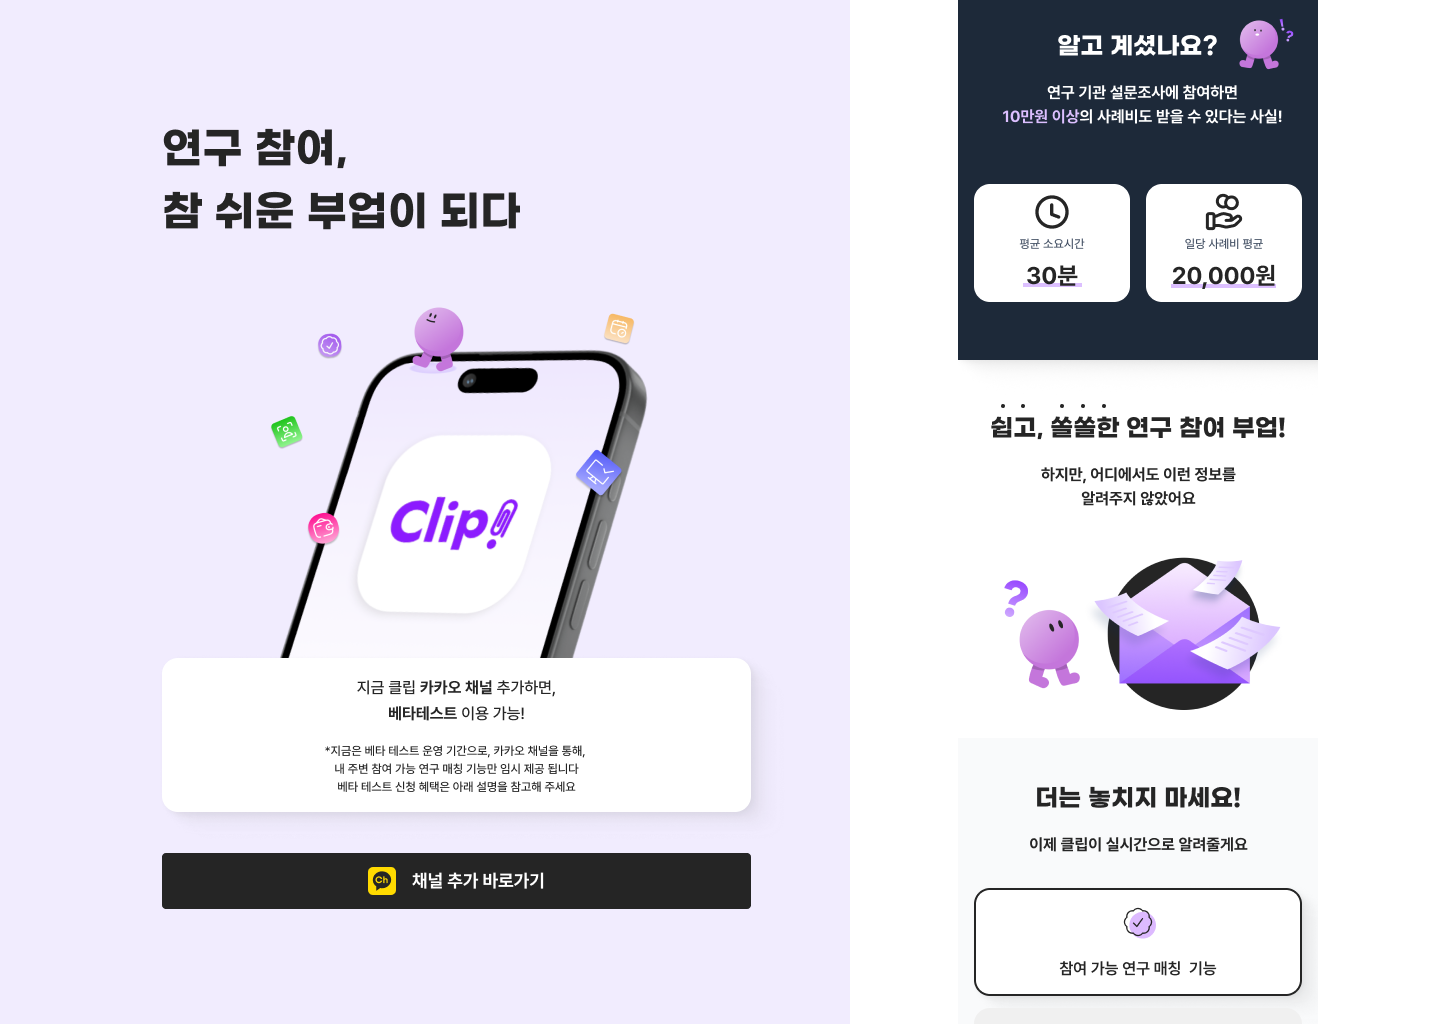 연구 참여,
참 쉬운 부업이 되다
Clip!
지금 클립 카카오 채널 추가하면,
베타테스트 이용 가능!
*지금은 베타 테스트 운영 기간으로, 카카오 채널을 통해,
내 주변 참여 가능 연구 매칭 기능만 임시 제공 됩니다
베타 테스트 신청 혜택은 아래 설명을 참고해 주세요
Ch 채널 추가 바로가기
알고 계셨나요?
!?
연구 기관 설문조사에 참여하면
10만원 이상의 사례비도 받을 수 있다는 사실!
평균 소요시간
30분
일당 사례비 평균
20,000원
쉽고, 쏠쏠한 연구 참여 부업!
하지만, 어디에서도 이런 정보를
알려주지 않았어요
?
더는 놓치지 마세요!
이제 클립이 실시간으로 알려줄게요
참여 가능 연구 매칭 기능